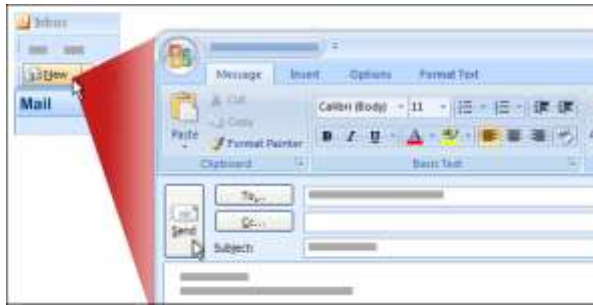 Inbox
New
Mail
Message Insert Options Format Text
Cut
Copy
Paste
Format Painter
Calibri (Body) 11
B I U A
Clipboard
Basic Text
To...
Cc...
Send
Subject: